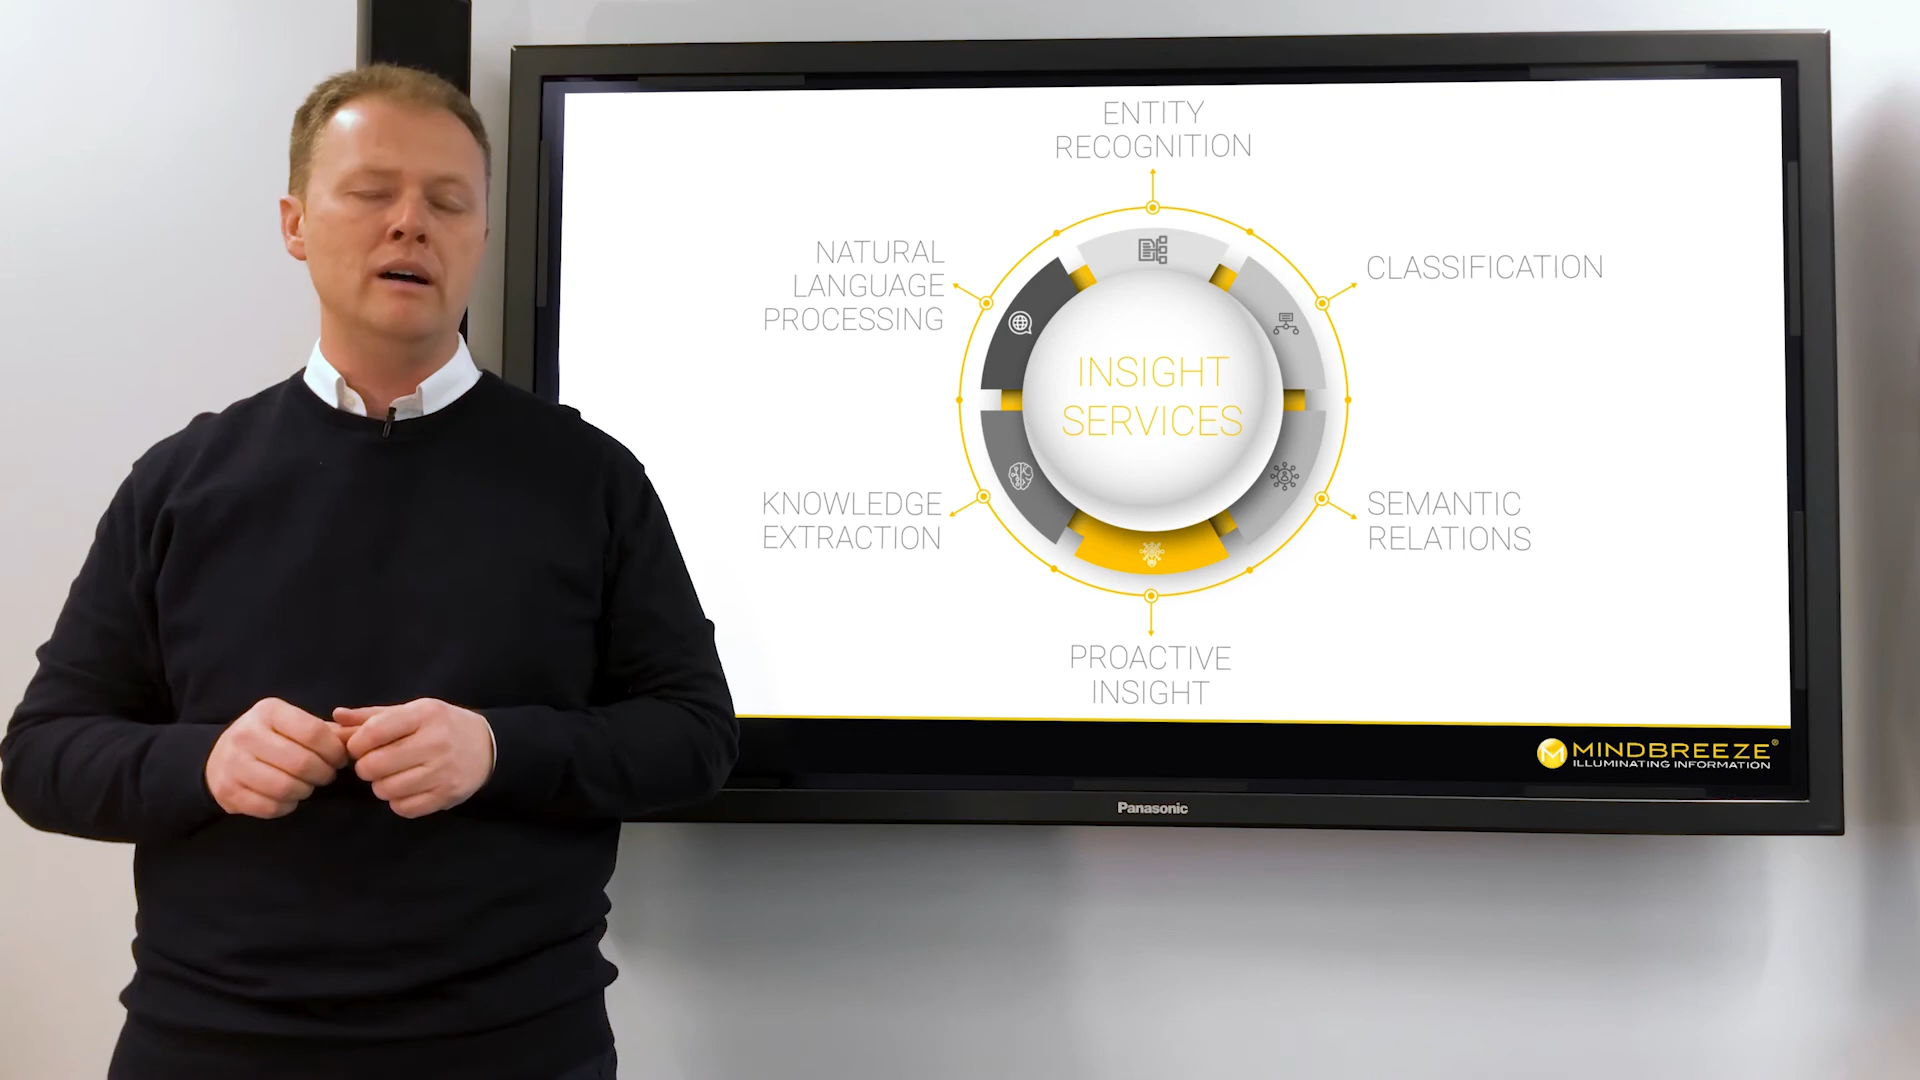 ENTITY
RECOGNITION
NATURAL
LANGUAGE
PROCESSING
CLASSIFICATION
INSIGHT
SERVICES
KNOWLEDGE
EXTRACTION
SEMANTIC
RELATIONS
PROACTIVE
INSIGHT
M MINDBREEZE®
ILLUMINATING INFORMATION
Panasonic